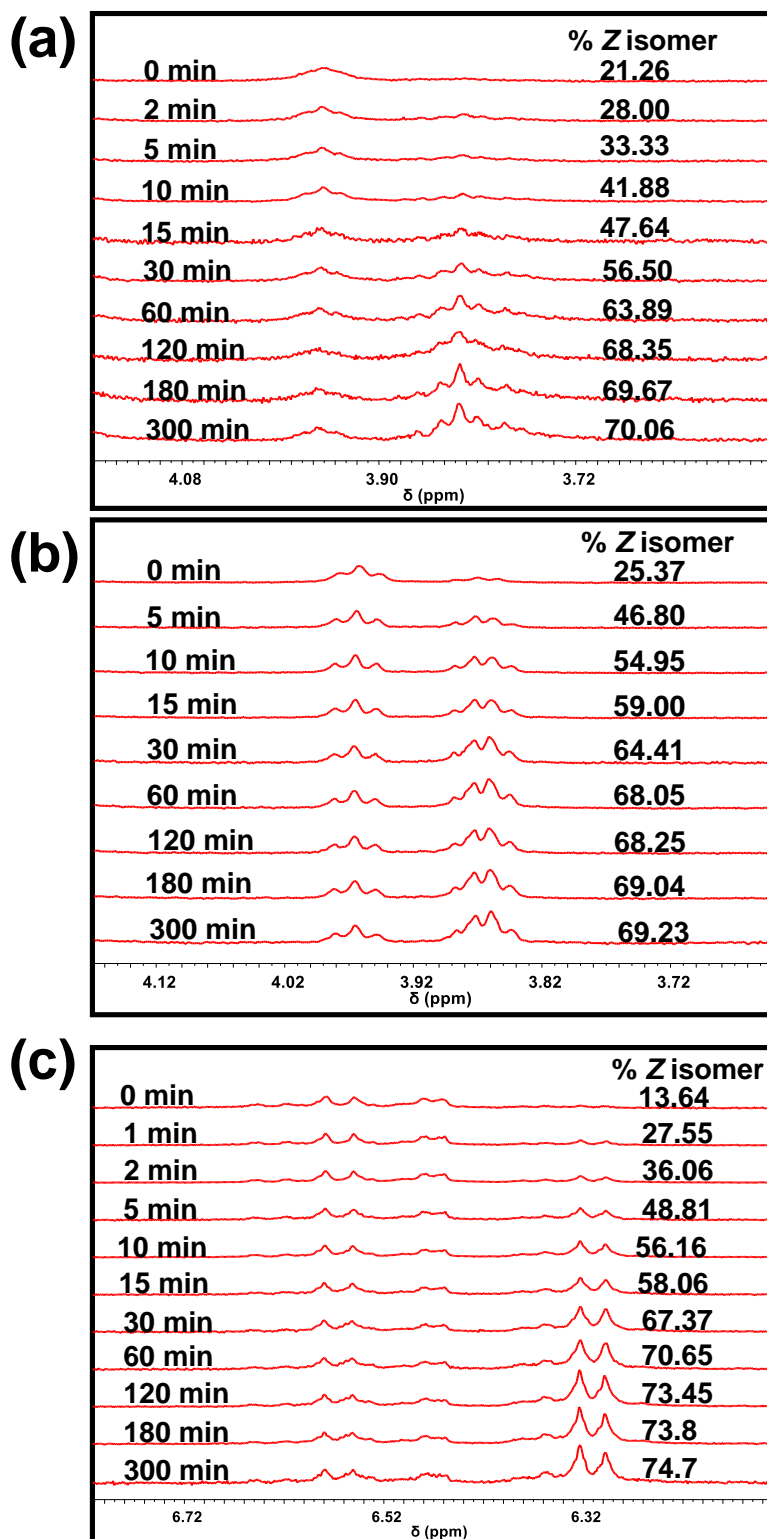 (a)
% Z isomer
0 min 21.26
2 min 28.00
5 min 33.33
10 min 41.88
15 min 47.64
30 min 56.50
60 min 63.89
120 min 68.35
180 min 69.67
300 min 70.06
4.08 3.90 3.72
δ (ppm)
(b)
% Z isomer
0 min 25.37
5 min 46.80
10 min 54.95
15 min 59.00
30 min 64.41
60 min 68.05
120 min 68.25
180 min 69.04
300 min 69.23
4.12 4.02 3.92 3.82 3.72
δ (ppm)
(c)
% Z isomer
0 min 13.64
1 min 27.55
2 min 36.06
5 min 48.81
10 min 56.16
15 min 58.06
30 min 67.37
60 min 70.65
120 min 73.45
180 min 73.8
300 min 74.7
6.72 6.52 6.32
δ (ppm)